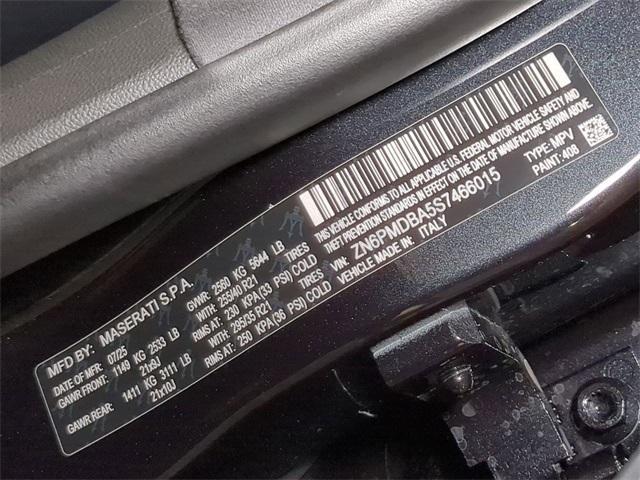 MFD BY: MASERATI S.P.A.
DATE OF MFR: 07/25 GVWR: 2560 KG 5644 LB
GAWR FRONT: 1149 KG 2533 LB WITH: 255/40 R21 TIRES
21x9J RIMS AT: 230 KPA(33 PSI) COLD
GAWR REAR: 1411 KG 3111 LB WITH: 295/35 R21 TIRES
21x10J RIMS AT: 250 KPA(36 PSI) COLD
THIS VEHICLE CONFORMS TO ALL APPLICABLE U.S. FEDERAL MOTOR VEHICLE SAFETY AND
THEFT PREVENTION STANDARDS IN EFFECT ON THE DATE OF MANUFACTURE SHOWN ABOVE.
VIN: ZN6PMDBA5S7466015 TYPE: MPV
VEHICLE MADE IN: ITALY PAINT: 408